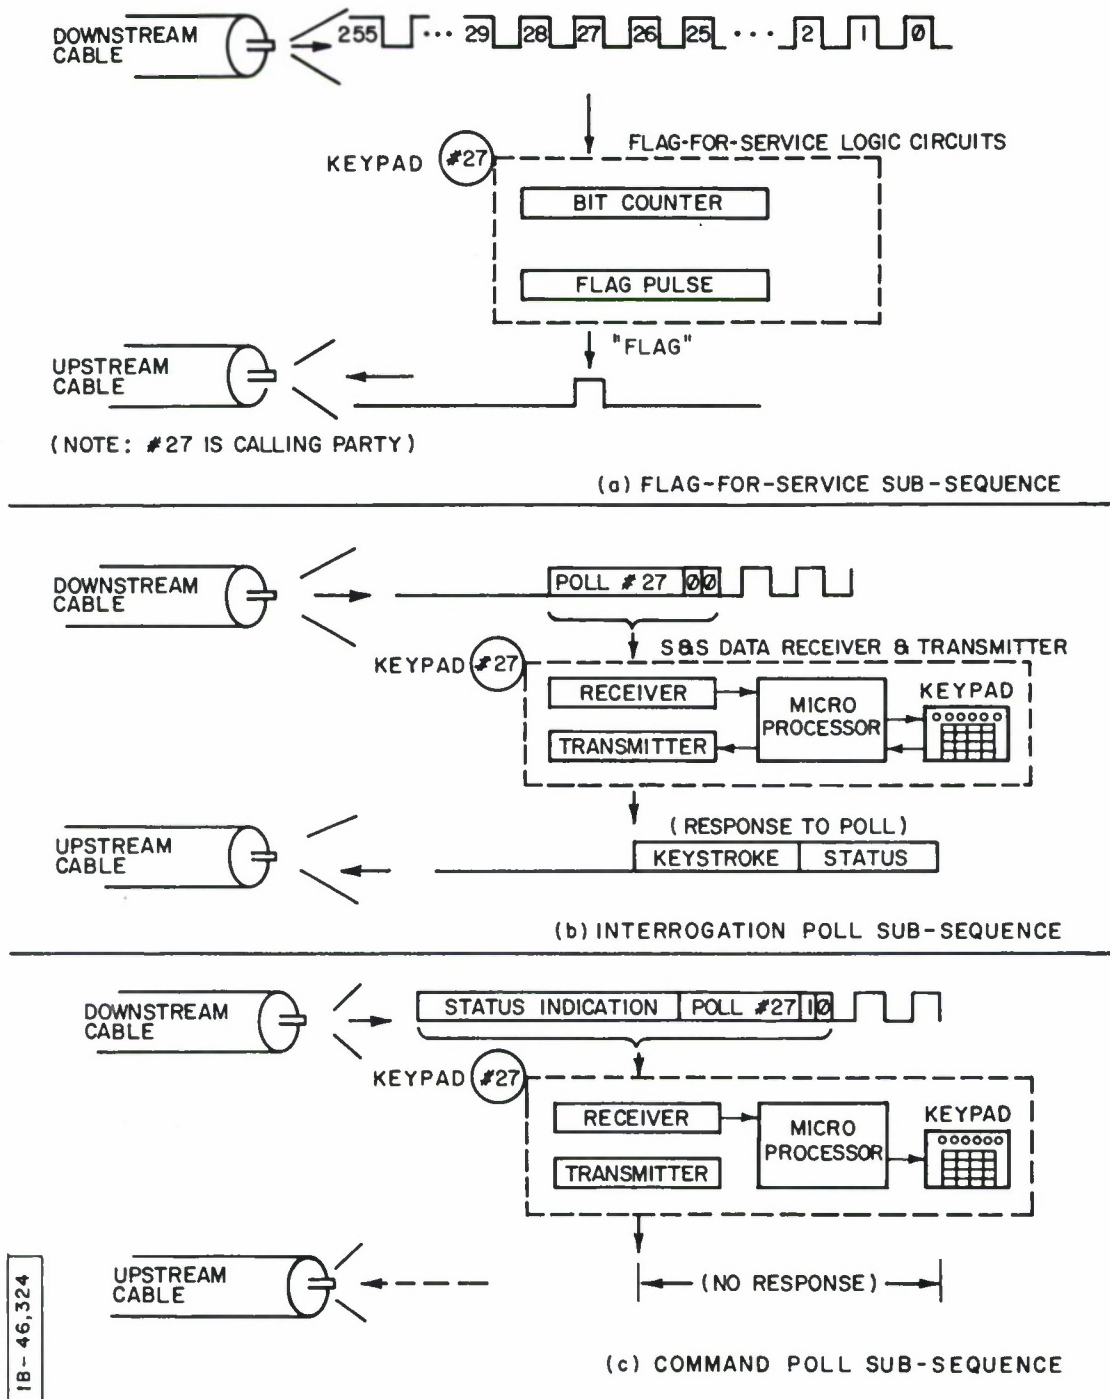 DOWNSTREAM
CABLE
255 ... 29 28 27 26 25 ... 2 1 0
FLAG-FOR-SERVICE LOGIC CIRCUITS
KEYPAD #27
BIT COUNTER
FLAG PULSE
"FLAG"
UPSTREAM
CABLE
(NOTE: #27 IS CALLING PARTY)
(a) FLAG-FOR-SERVICE SUB-SEQUENCE
DOWNSTREAM
CABLE
POLL #27 00
S&S DATA RECEIVER & TRANSMITTER
KEYPAD #27
RECEIVER
MICRO
PROCESSOR
KEYPAD
TRANSMITTER
(RESPONSE TO POLL)
UPSTREAM
CABLE
KEYSTROKE STATUS
(b) INTERROGATION POLL SUB-SEQUENCE
DOWNSTREAM
CABLE
STATUS INDICATION POLL #27 10
KEYPAD #27
RECEIVER
MICRO
PROCESSOR
KEYPAD
TRANSMITTER
UPSTREAM
CABLE
(NO RESPONSE)
(c) COMMAND POLL SUB-SEQUENCE
1B-46,324